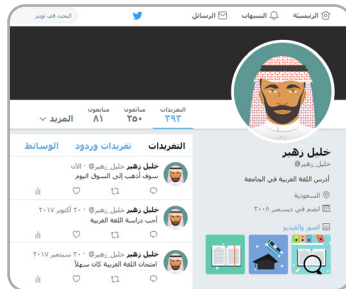 الرئيسية التنبيهات الرسائل
البحث في تويتر
التغريدات متابعون متابعون
٣٩٣ ٣٥٠ ٨١ المزيد
خليل زهير
خليل_زهير@
أدرس اللغة العربية في الجامعة
السعودية
انضم في ديسمبر ٢٠٠٨
الصور والفيديو
التغريدات تغريدات وردود الوسائط
خليل زهير خليل_زهير@ · الآن
سوف أذهب إلى السوق اليوم
خليل زهير خليل_زهير@ · ٢٠ أكتوبر ٢٠١٧
أحب دراسة اللغة العربية
خليل زهير خليل_زهير@ · ٢٠ سبتمبر ٢٠١٧
امتحان اللغة العربية كان سهلاً